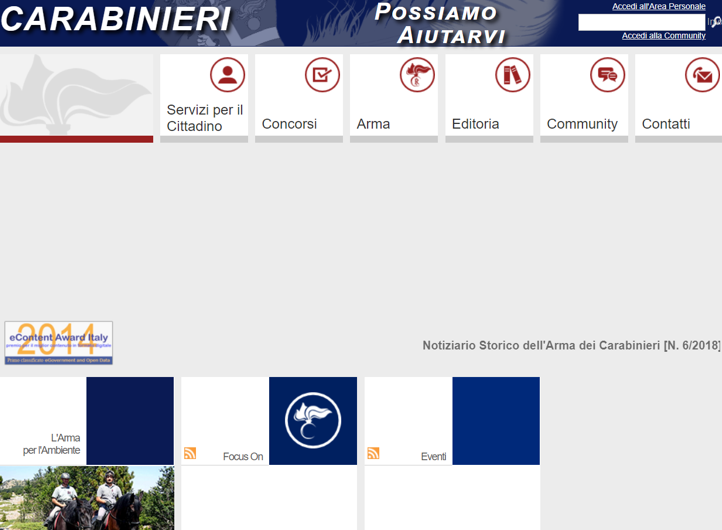 CARABINIERI
POSSIAMO
AIUTARVI
Accedi all'Area Personale
Accedi alla Community
Servizi per il
Cittadino
Concorsi
Arma
Editoria
Community
Contatti
2014
eContent Award Italy
Notiziario Storico dell'Arma dei Carabinieri [N. 6/2018]
L'Arma
per l'Ambiente
Focus On
Eventi